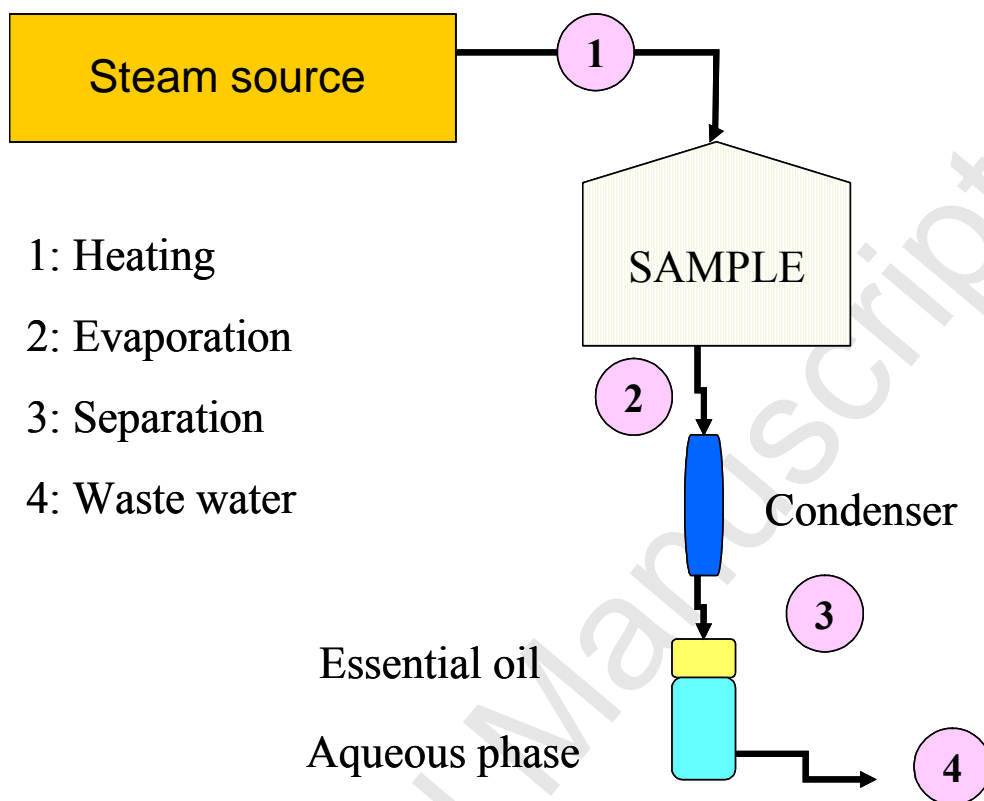 Steam source
1
1: Heating
SAMPLE
2: Evaporation
2
3: Separation
4: Waste water
Condenser
3
Essential oil
Aqueous phase
4
Manuscript